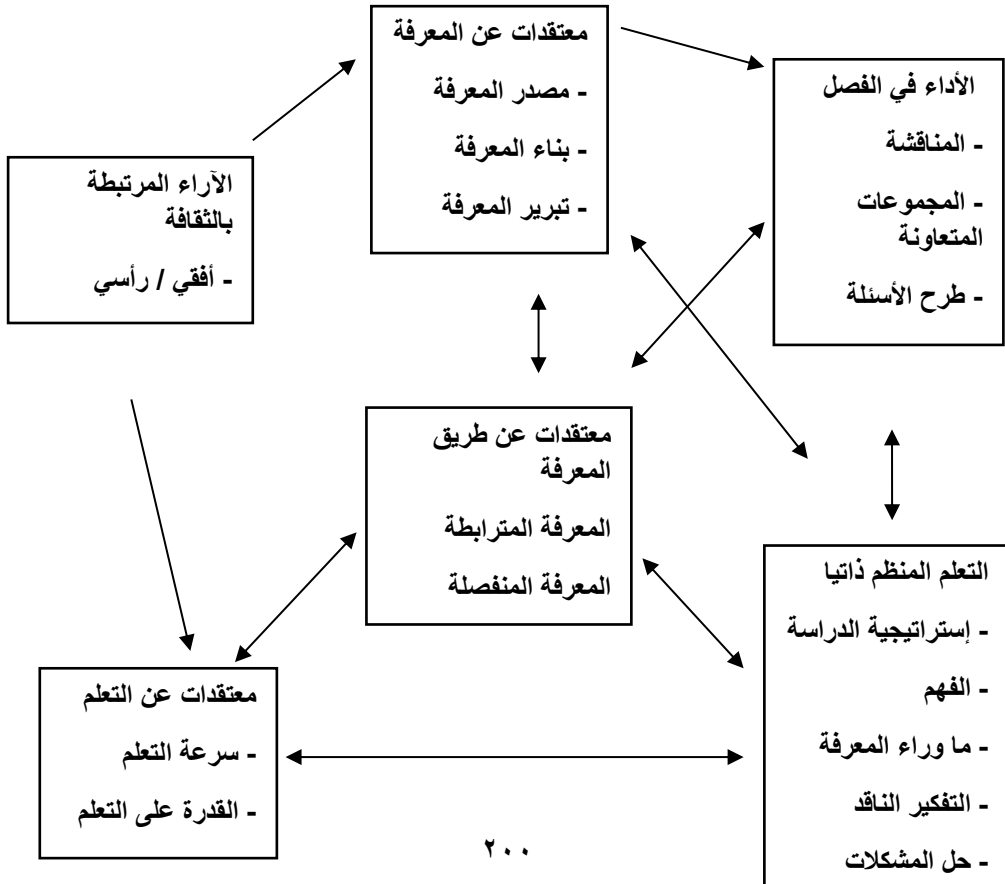 معتقدات عن المعرفة
- مصدر المعرفة
- بناء المعرفة
- تبرير المعرفة
الأداء في الفصل
- المناقشة
- المجموعات
المتعاونة
- طرح الأسئلة
الآراء المرتبطة
بالثقافة
- أفقي / رأسي
معتقدات عن طريق
المعرفة
المعرفة المترابطة
المعرفة المنفصلة
التعلم المنظم ذاتيا
- إستراتيجية الدراسة
- الفهم
- ما وراء المعرفة
- التفكير الناقد
- حل المشكلات
معتقدات عن التعلم
- سرعة التعلم
- القدرة على التعلم
٢٠٠